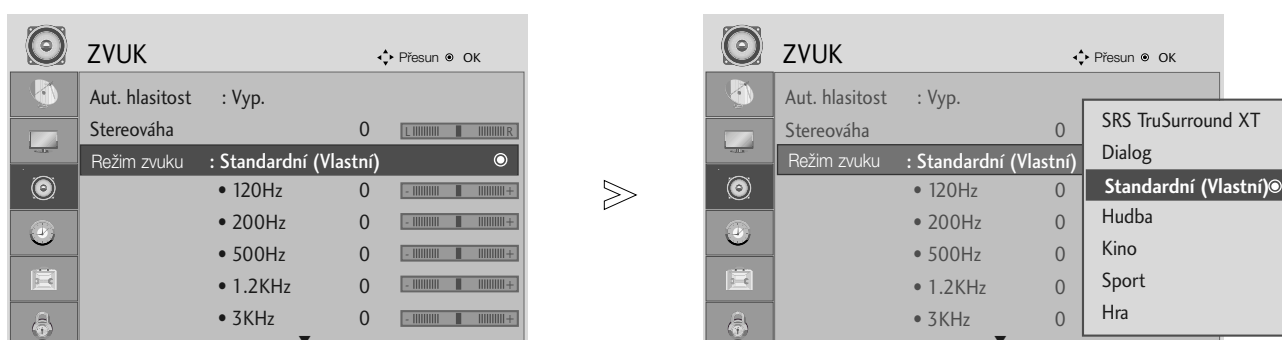 ZVUK
Přesun OK
Aut. hlasitost : Vyp.
Stereováha 0 L R
Režim zvuku : Standardní (Vlastní)
• 120Hz 0 - +
• 200Hz 0 - +
• 500Hz 0 - +
• 1.2KHz 0 - +
• 3KHz 0 - +
ZVUK
Přesun OK
Aut. hlasitost : Vyp.
Stereováha 0
Režim zvuku : Standardní (Vlastní)
• 120Hz 0
• 200Hz 0
• 500Hz 0
• 1.2KHz 0
• 3KHz 0
SRS TruSurround XT
Dialog
Standardní (Vlastní)
Hudba
Kino
Sport
Hra